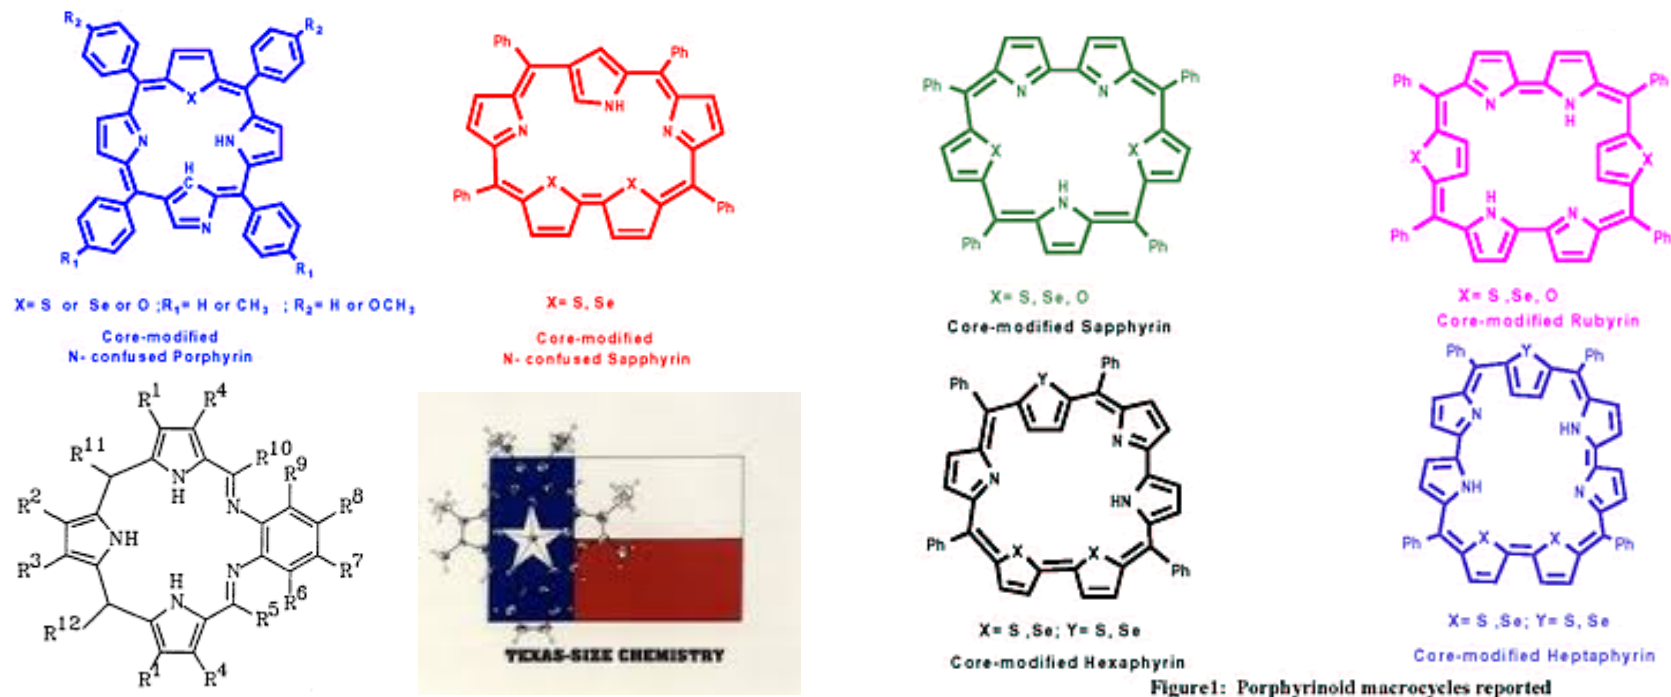 R2
R2
X
N
HN
H
C
N
R1
R1
X= S or Se or O ;R1= H or CH3 ; R2= H or OCH3
Core-modified
N- confused Porphyrin
Ph
Ph
NH
N
N
X
X
Ph
Ph
X= S, Se
Core-modified
N- confused Sapphyrin
Ph
Ph
N
N
X
X
H
N
Ph
Ph
X= S, Se, O
Core-modified Sapphyrin
Ph
Ph
N
N
H
X
X
H
N
N
Ph
Ph
X= S ,Se, O
Core-modified Rubyrin
R1
R4
R11
R10
N
H
R9
R2
N
R8
NH
R3
N
R7
H
N
R6
R5
R12
R1
R4
TEXAS-SIZE CHEMISTRY
Ph
Y
Ph
N
N
HN
Ph
X
X
Ph
X= S ,Se; Y= S, Se
Core-modified Hexaphyrin
Ph
Y
Ph
N
HN
NH
N
Ph
X
X
Ph
X= S ,Se; Y= S, Se
Core-modified Heptaphyrin
Figure1: Porphyrinoid macrocycles reported